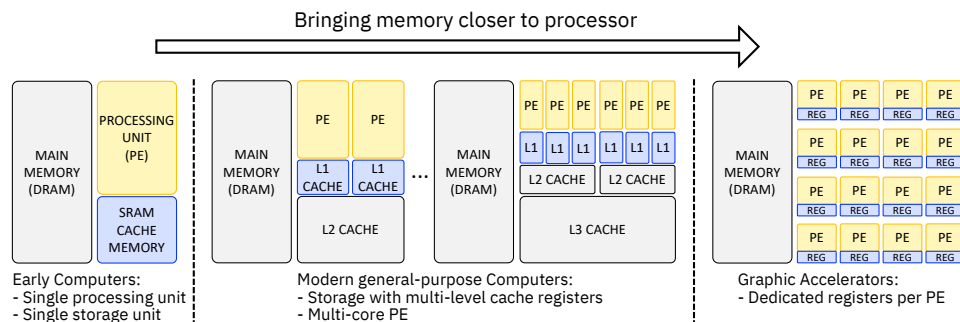 Bringing memory closer to processor
MAIN
MEMORY
(DRAM)
PROCESSING
UNIT
(PE)
SRAM
CACHE
MEMORY
Early Computers:
- Single processing unit
- Single storage unit
MAIN
MEMORY
(DRAM)
PE
PE
L1
CACHE
L1
CACHE
L2 CACHE
...
MAIN
MEMORY
(DRAM)
PE PE PE PE PE PE
L1 L1 L1 L1 L1 L1
L2 CACHE L2 CACHE
L3 CACHE
Modern general-purpose Computers:
- Storage with multi-level cache registers
- Multi-core PE
MAIN
MEMORY
(DRAM)
PE PE PE PE
REG REG REG REG
PE PE PE PE
REG REG REG REG
PE PE PE PE
REG REG REG REG
PE PE PE PE
REG REG REG REG
Graphic Accelerators:
- Dedicated registers per PE